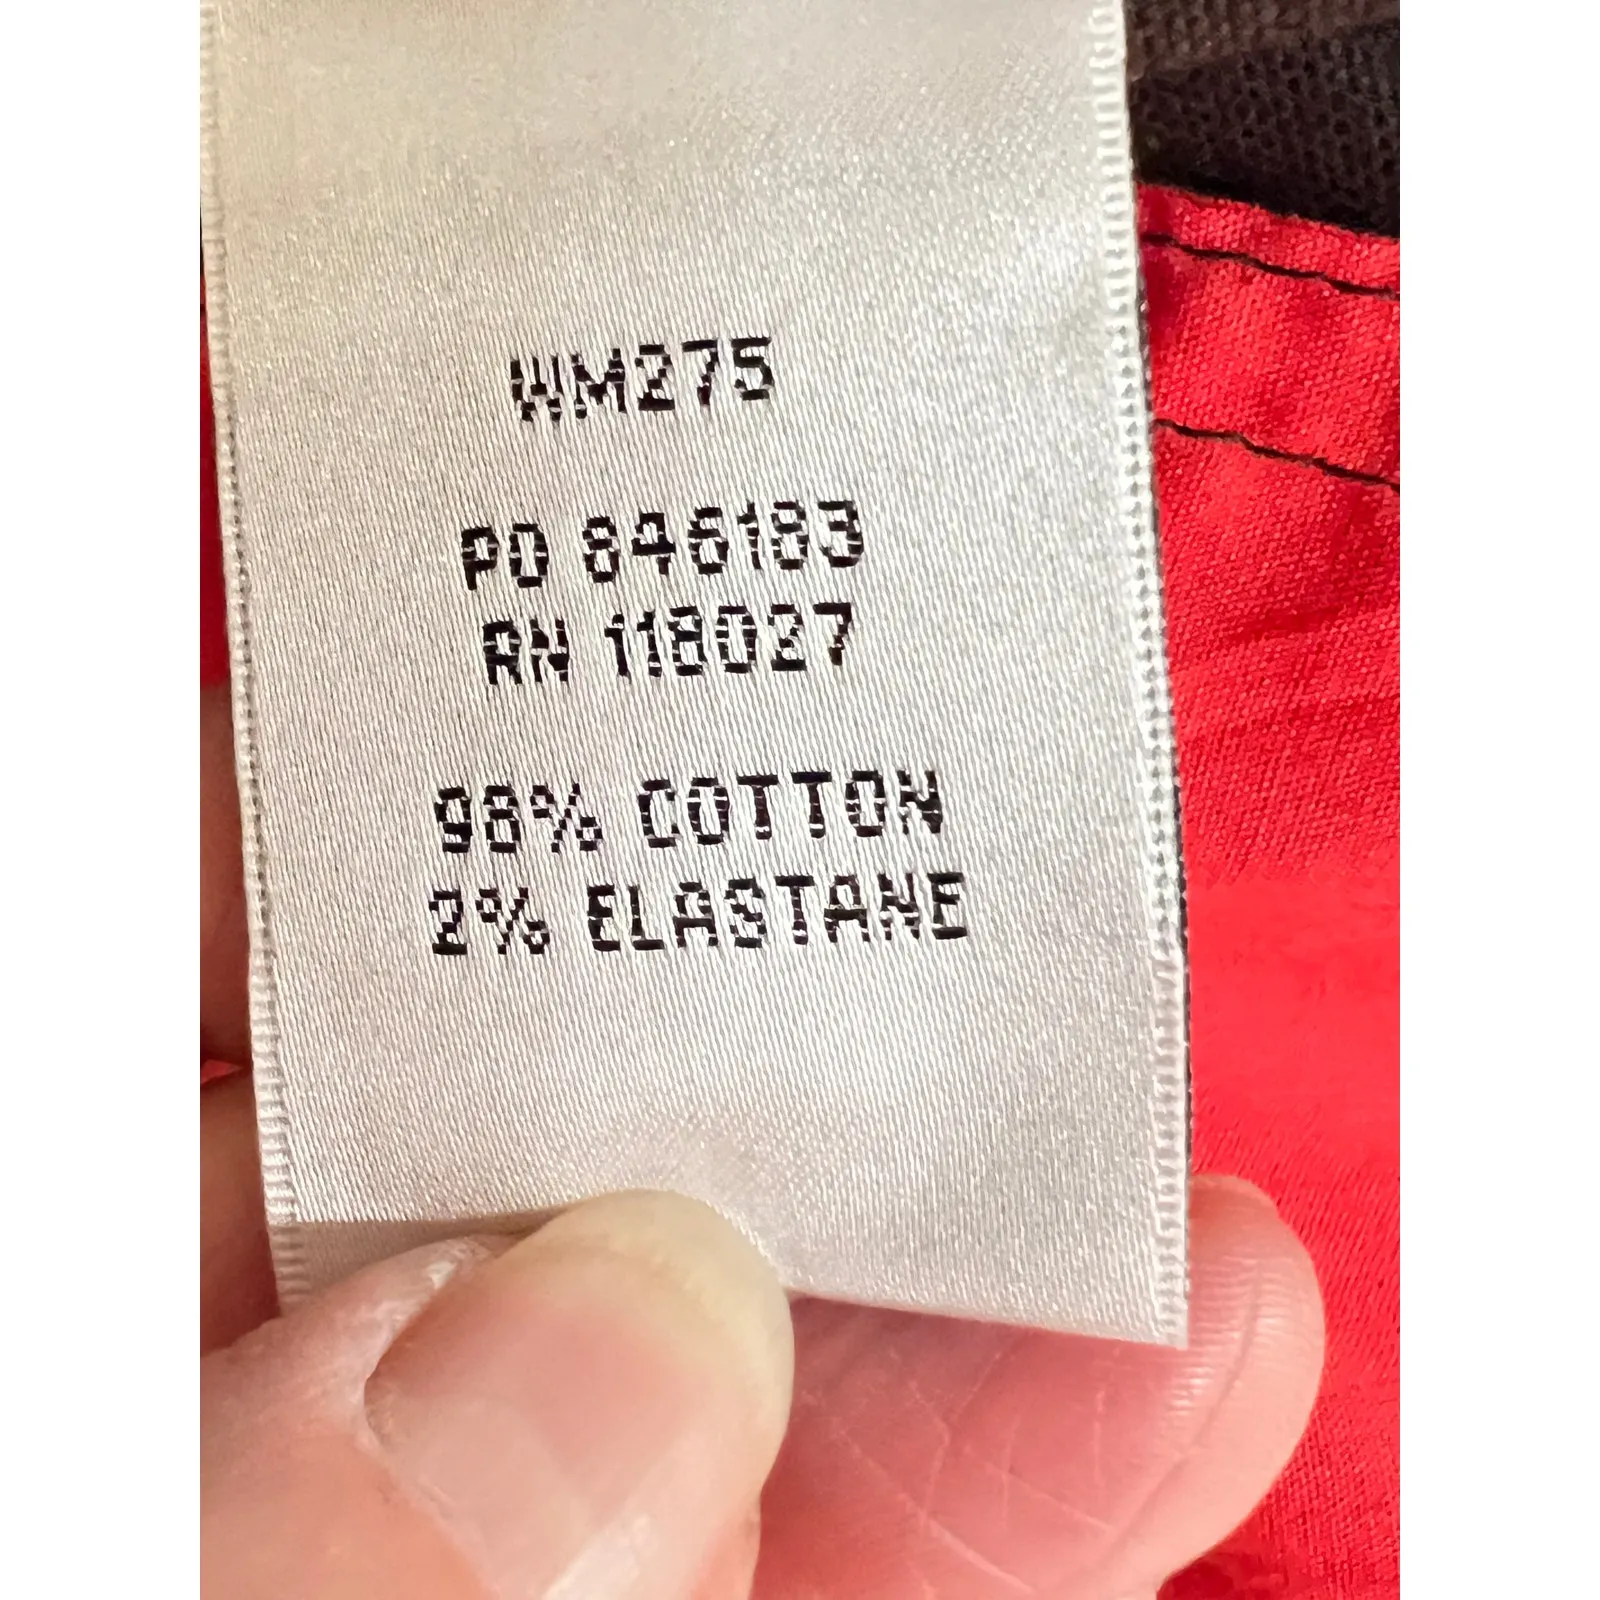 WM275
PO 846183
RN 118027
98% COTTON
2% ELASTANE